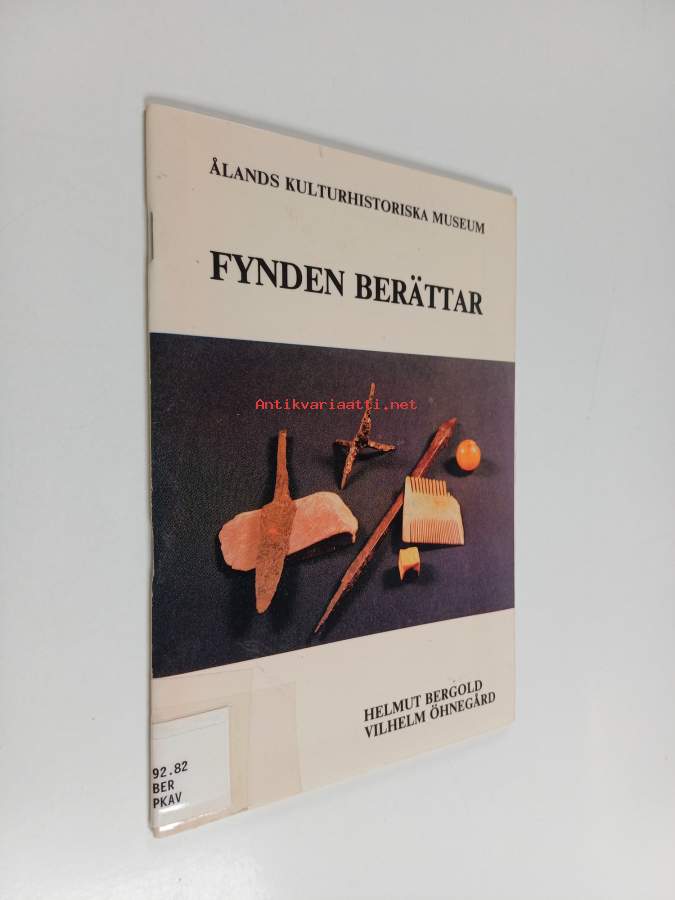 ÅLANDS KULTURHISTORISKA MUSEUM
FYNDEN BERÄTTAR
Antikvariaatti.net
HELMUT BERGOLD
VILHELM ÖHNEGÅRD
92.82
BER
PKAV